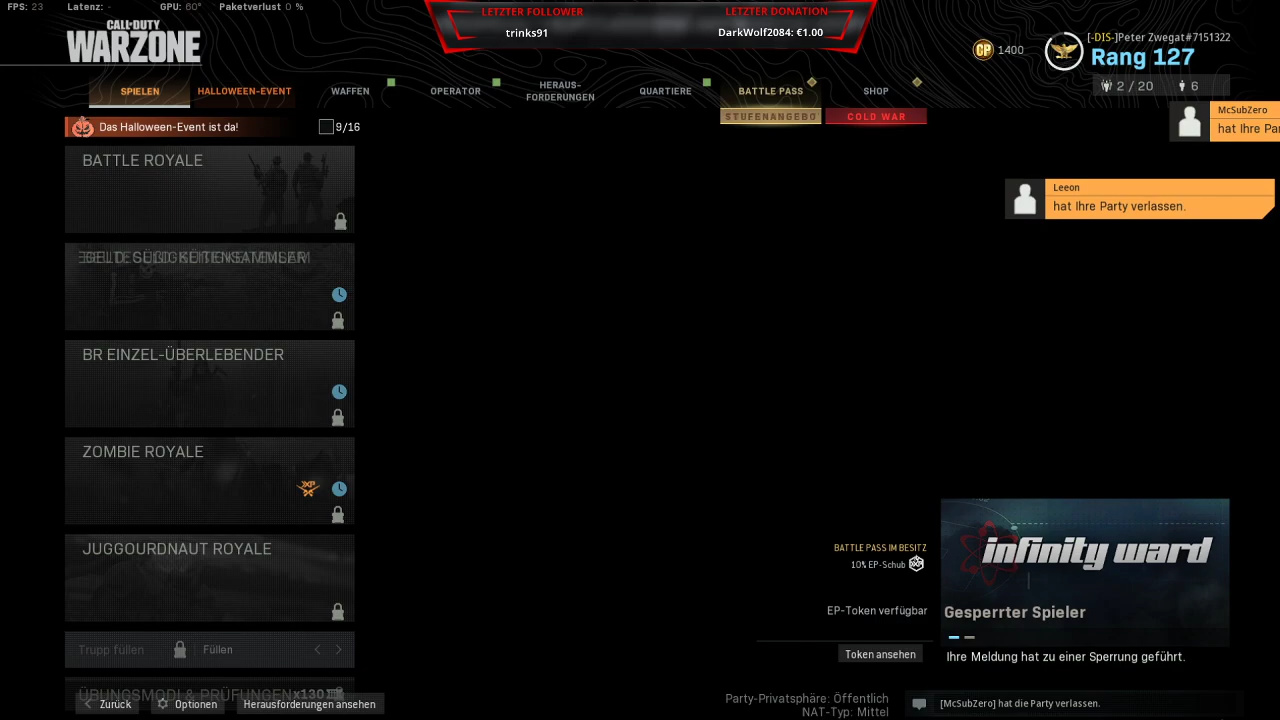 FPS: 23 Latenz: - GPU: 60° Paketverlust 0 %
CALL OF DUTY
WARZONE
LETZTER FOLLOWER
trinks91
LETZTER DONATION
DarkWolf2084: €1.00
CP 1400
[-DIS-]Peter Zwegat#7151322
Rang 127
2 / 20 6
SPIELEN
HALLOWEEN-EVENT
WAFFEN
OPERATOR
HERAUS-
FORDERUNGEN
QUARTIERE
BATTLE PASS
SHOP
STUFENANGEBO
COLD WAR
McSubZero
hat Ihre Par
Das Halloween-Event ist da!
9/16
Leeon
hat Ihre Party verlassen.
BATTLE ROYALE
BR EINZEL-ÜBERLEBENDER
ZOMBIE ROYALE
JUGGOURDNAUT ROYALE
Trupp füllen
Füllen
ÜBUNGSMODI & PRÜFUNGEN
Zurück
Optionen
Herausforderungen ansehen
BATTLE PASS IM BESITZ
10% EP-Schub
EP-Token verfügbar
Token ansehen
infinity ward
Gesperrter Spieler
Ihre Meldung hat zu einer Sperrung geführt.
Party-Privatsphäre: Öffentlich
NAT-Typ: Mittel
[McSubZero] hat die Party verlassen.